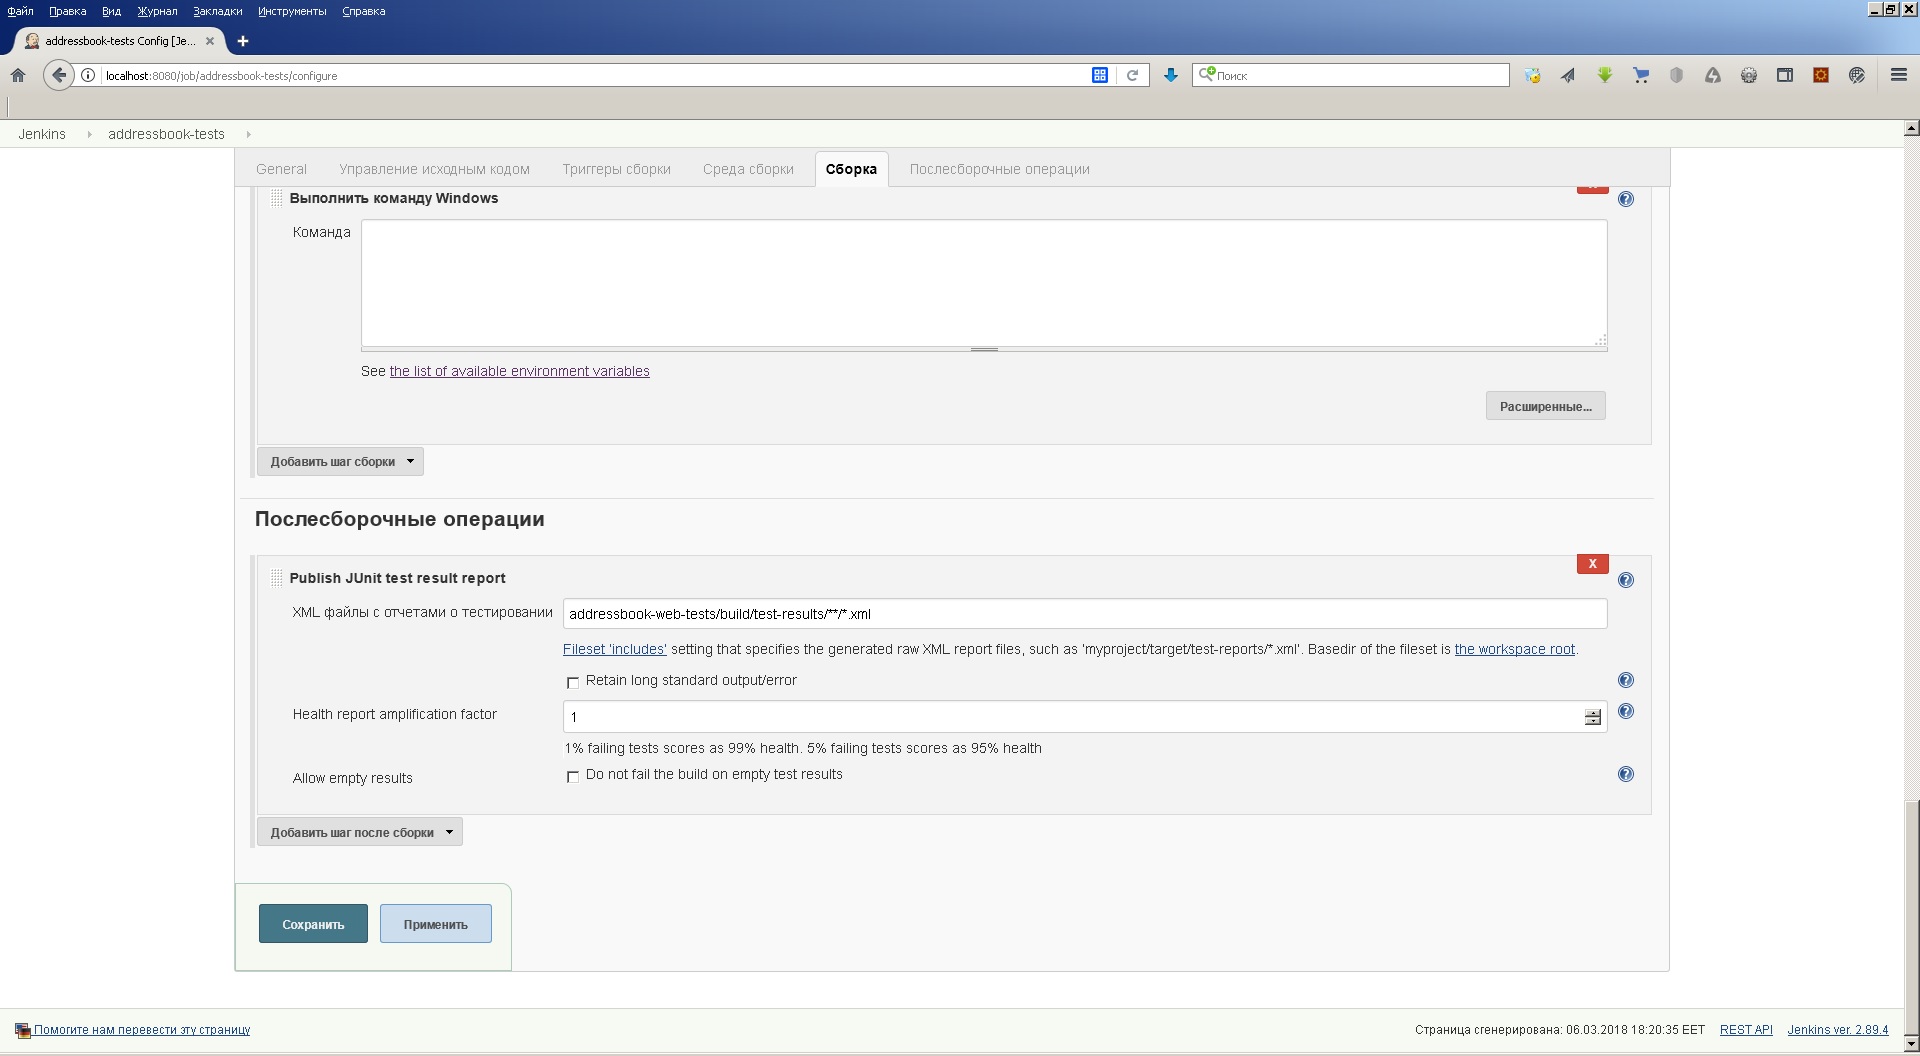 Файл Правка Вид Журнал Закладки Инструменты Справка
addressbook-tests Config [Je...
localhost:8080/job/addressbook-tests/configure
Поиск
Jenkins addressbook-tests
General Управление исходным кодом Триггеры сборки Среда сборки Сборка Послесборочные операции
Выполнить команду Windows
Команда
See the list of available environment variables
Расширенные...
Добавить шаг сборки
Послесборочные операции
X
Publish JUnit test result report
XML файлы с отчетами о тестировании addressbook-web-tests/build/test-results/**/*.xml
Fileset 'includes' setting that specifies the generated raw XML report files, such as 'myproject/target/test-reports/*.xml'. Basedir of the fileset is the workspace root.
Retain long standard output/error
Health report amplification factor 1
1% failing tests scores as 99% health. 5% failing tests scores as 95% health
Allow empty results Do not fail the build on empty test results
Добавить шаг после сборки
Сохранить Применить
Помогите нам перевести эту страницу Страница сгенерирована: 06.03.2018 18:20:35 EET REST API Jenkins ver. 2.89.4